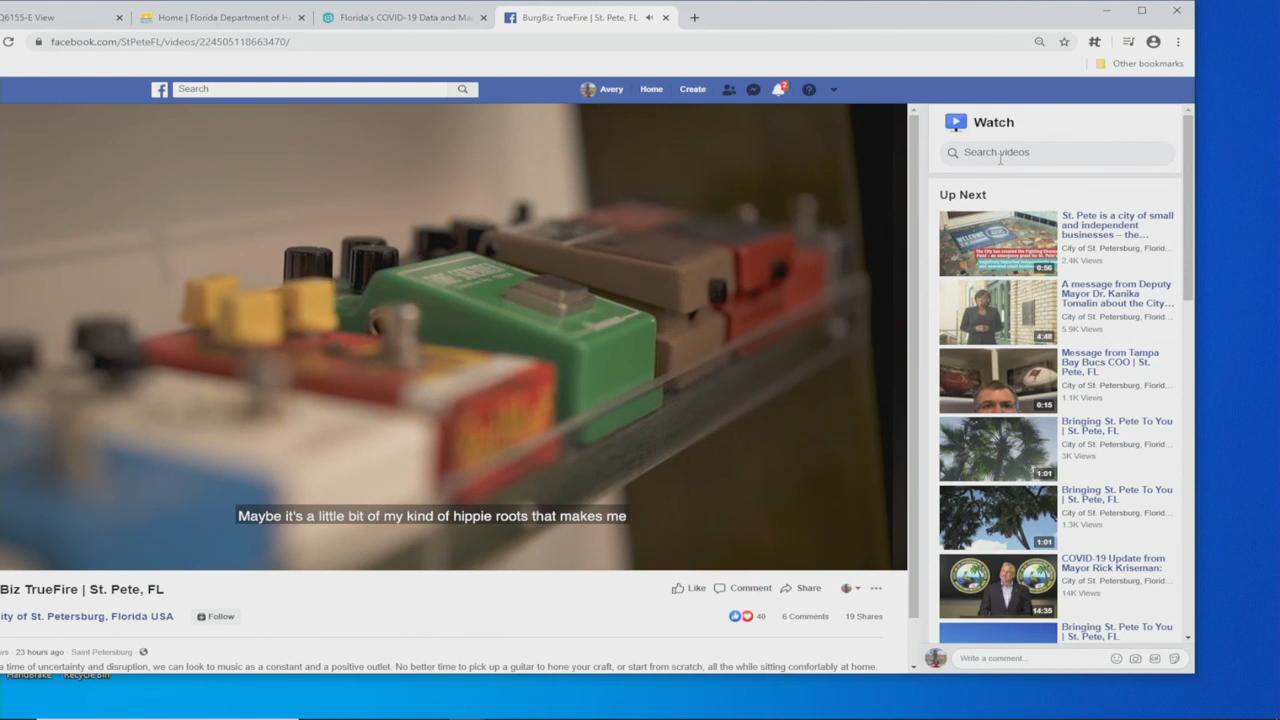 Q6155-E View
Home | Florida Department of H
Florida's COVID-19 Data and Ma
BurgBiz TrueFire | St. Pete, FL
facebook.com/StPeteFL/videos/224505118663470/
Other bookmarks
Search
Avery
Home
Create
2
Watch
Search videos
Up Next
St. Pete is a city of small
and independent
businesses – the...
City of St. Petersburg, Florid...
2.4K Views
0:56
A message from Deputy
Mayor Dr. Kanika
Tomalin about the City...
City of St. Petersburg, Florid...
5.9K Views
4:48
Message from Tampa
Bay Bucs COO | St.
Pete, FL
City of St. Petersburg, Florid...
1.1K Views
0:15
Bringing St. Pete To You
| St. Pete, FL
City of St. Petersburg, Florid...
3K Views
1:01
Bringing St. Pete To You
| St. Pete, FL
City of St. Petersburg, Florid...
1.3K Views
1:01
COVID-19 Update from
Mayor Rick Kriseman:
City of St. Petersburg, Florid...
14K Views
14:35
Bringing St. Pete To You
| St. Pete, FL
Maybe it's a little bit of my kind of hippie roots that makes me
Biz TrueFire | St. Pete, FL
Like
Comment
Share
ity of St. Petersburg, Florida USA
Follow
40
6 Comments
19 Shares
ws · 23 hours ago · Saint Petersburg ·
a time of uncertainty and disruption, we can look to music as a constant and a positive outlet. No better time to pick up a guitar to hone your craft, or start from scratch, all the while sitting comfortably at home.
Write a comment...
HandBrake
Recycle Bin